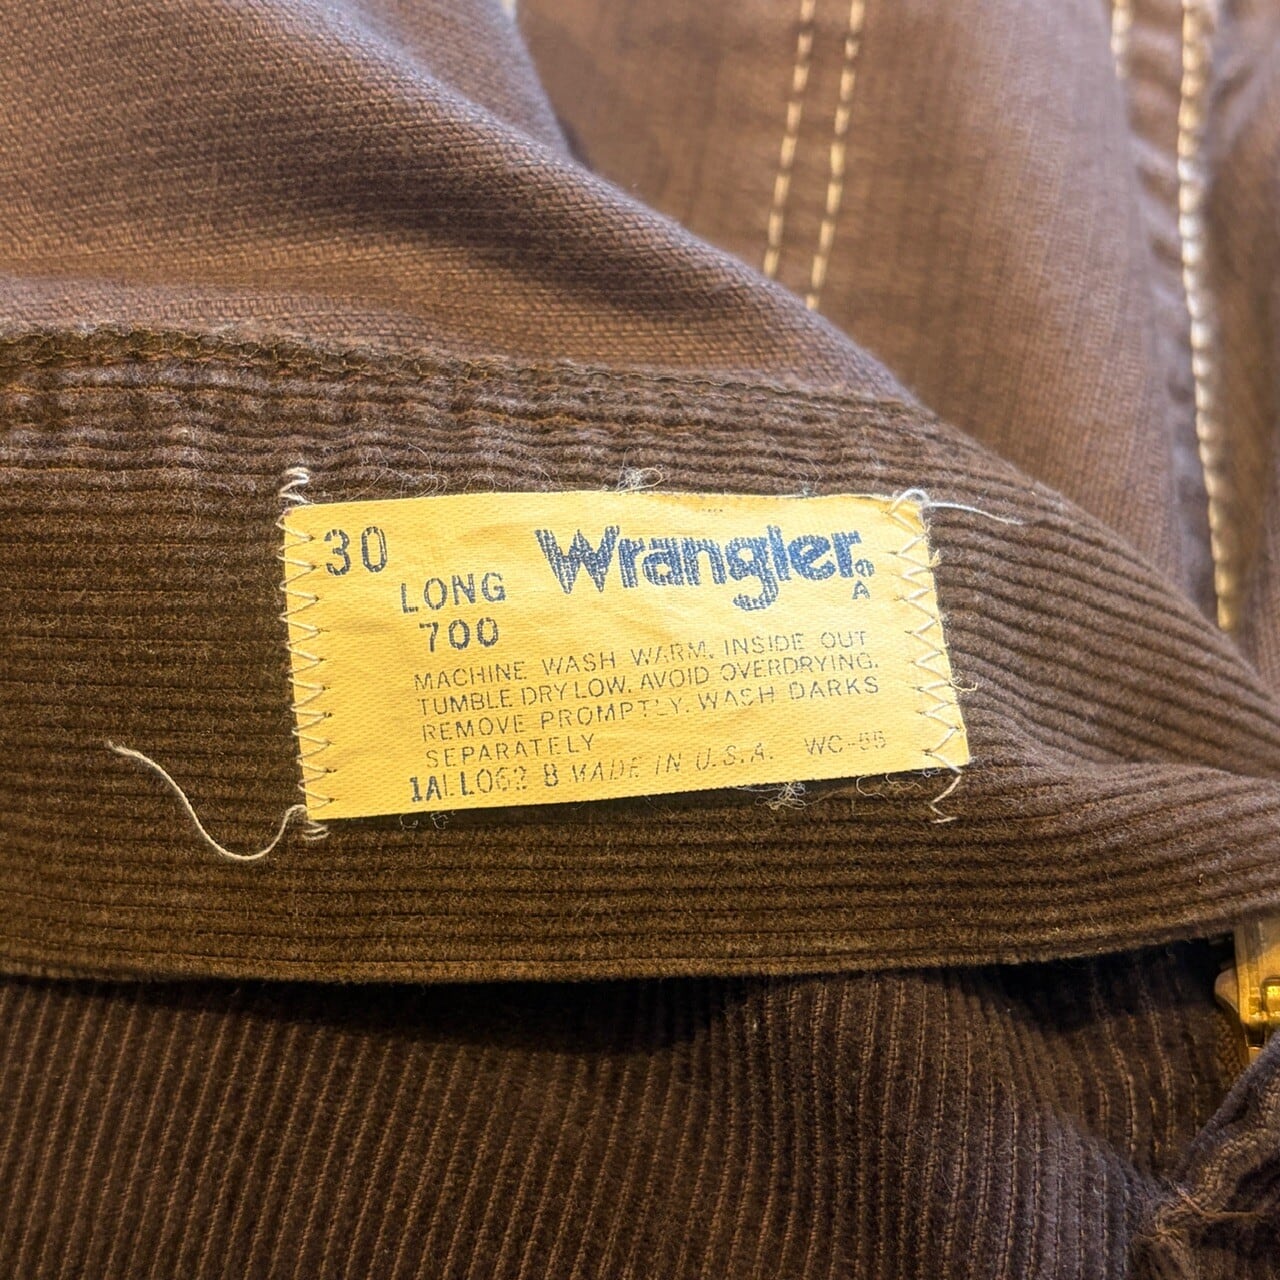 30
Wrangler®
A
LONG
700
MACHINE WASH WARM. INSIDE OUT
TUMBLE DRY LOW. AVOID OVERDRYING.
REMOVE PROMPTLY. WASH DARKS
SEPARATELY
B MADE IN U.S.A.